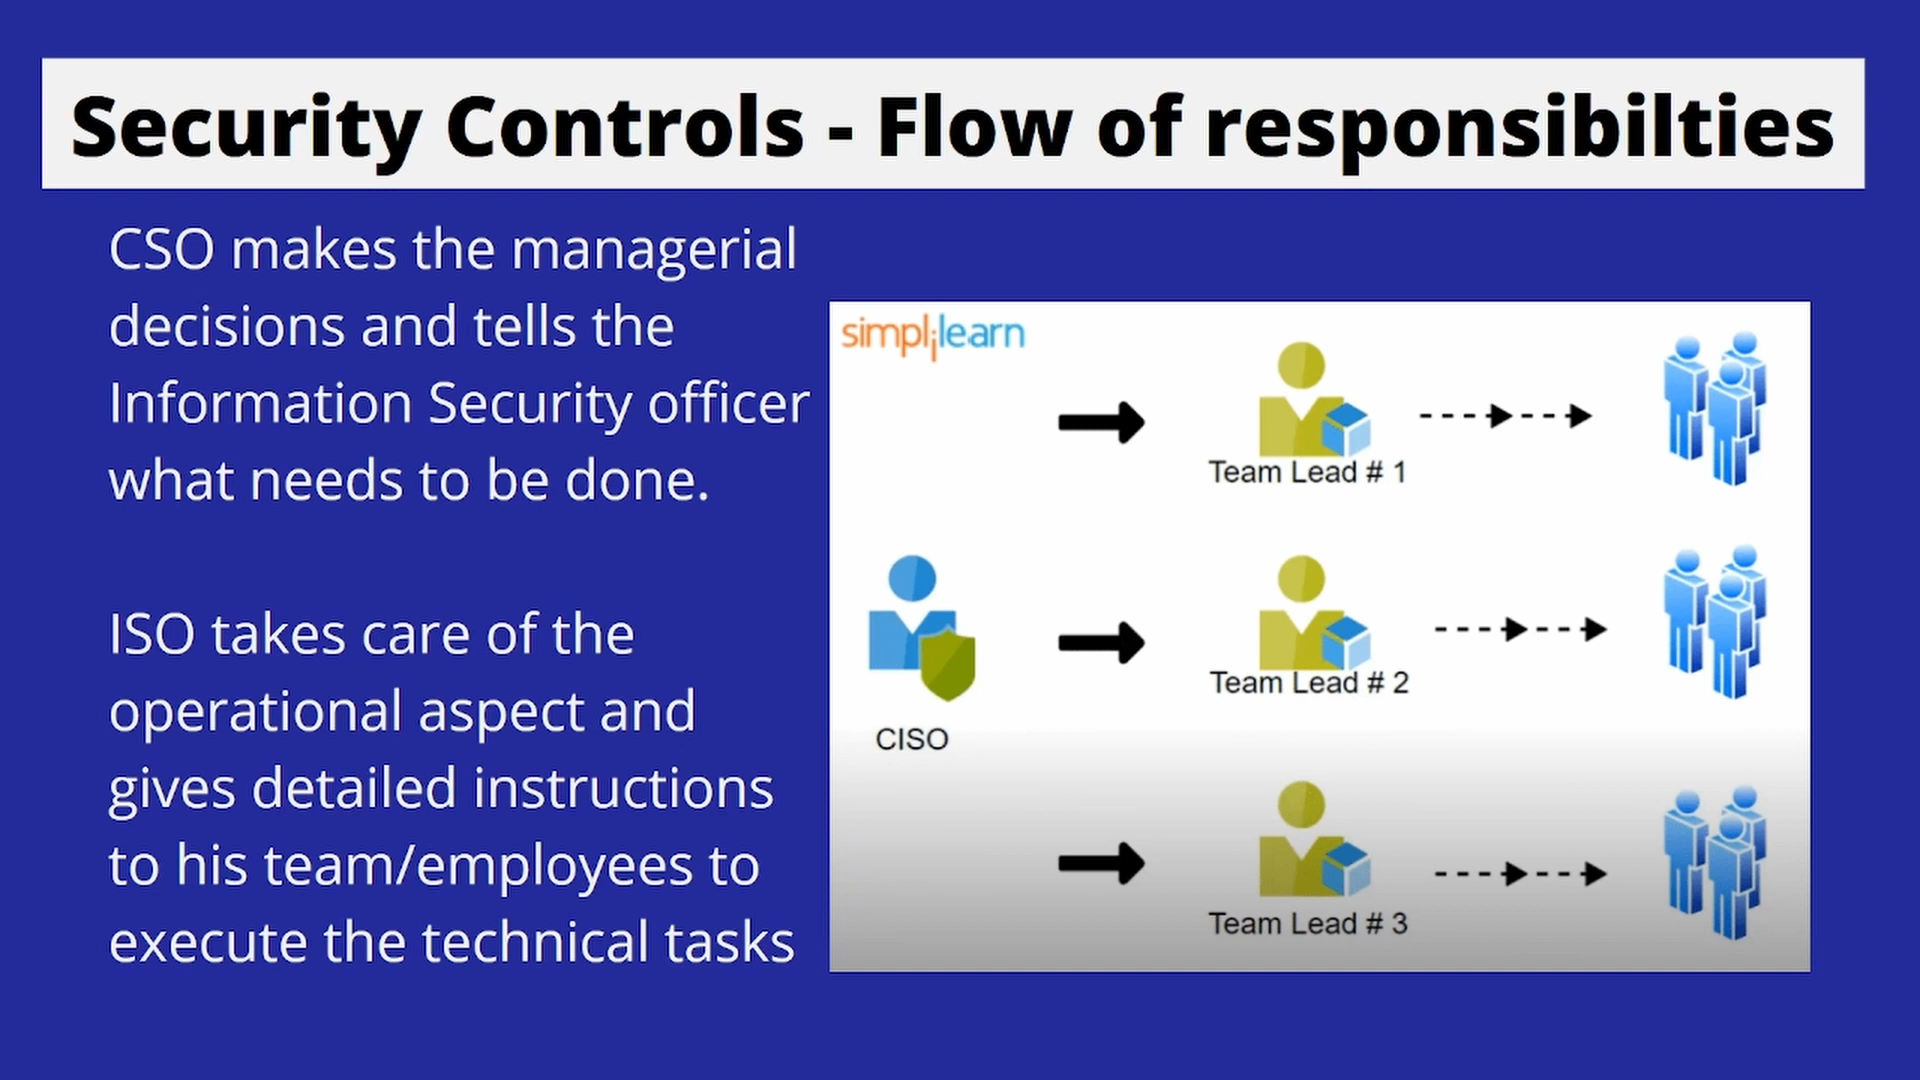 Security Controls - Flow of responsibilties
CSO makes the managerial
decisions and tells the
Information Security officer
what needs to be done.
ISO takes care of the
operational aspect and
gives detailed instructions
to his team/employees to
execute the technical tasks
simplilearn
Team Lead # 1
Team Lead # 2
CISO
Team Lead # 3